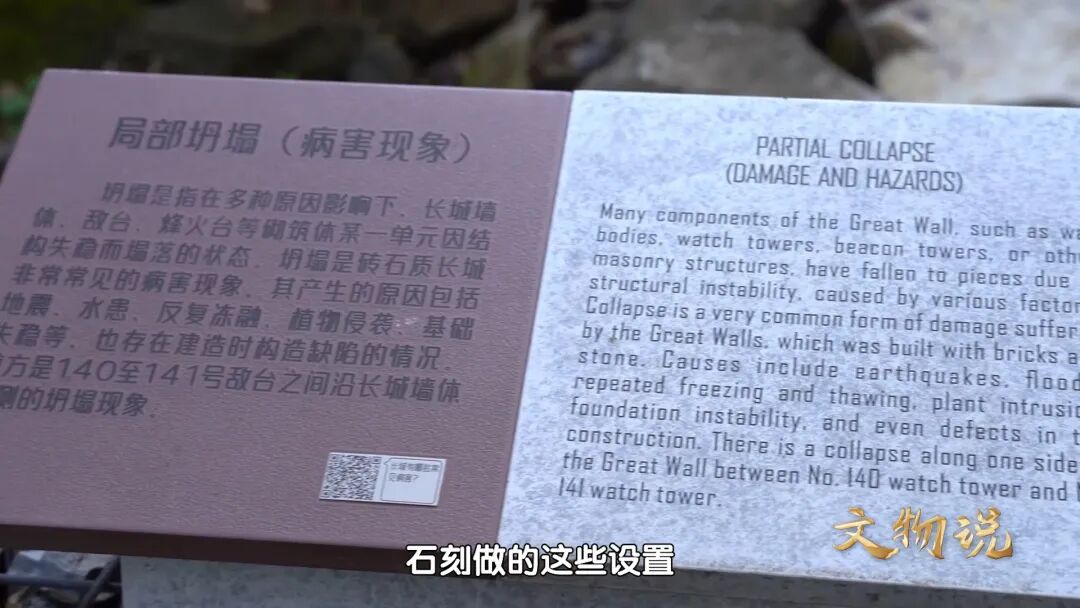 局部坍塌（病害现象）
坍塌是指在多种原因影响下，长城墙
体、敌台、烽火台等砌筑体某一单元因结
构失稳而塌落的状态。坍塌是砖石质长城
非常常见的病害现象，其产生的原因包括
地震、水患、反复冻融、植物侵袭、基础
失稳等，也存在建造时构造缺陷的情况。
方是140至141号敌台之间沿长城墙体
侧的坍塌现象。
长城有哪些常
见病害？
PARTIAL COLLAPSE
(DAMAGE AND HAZARDS)
Many components of the Great Wall, such as
bodies, watch towers, beacon towers, or
masonry structures, have fallen to pieces due
structural instability, caused by various
Collapse is a very common form of damage
by the Great Walls, which was built with bricks
stone. Causes include earthquakes,
repeated freezing and thawing, plant
foundation instability, and even defects in
construction. There is a collapse along one side
the Great Wall between No. 140 watch tower and
141 watch tower.
石刻做的这些设置
文物说